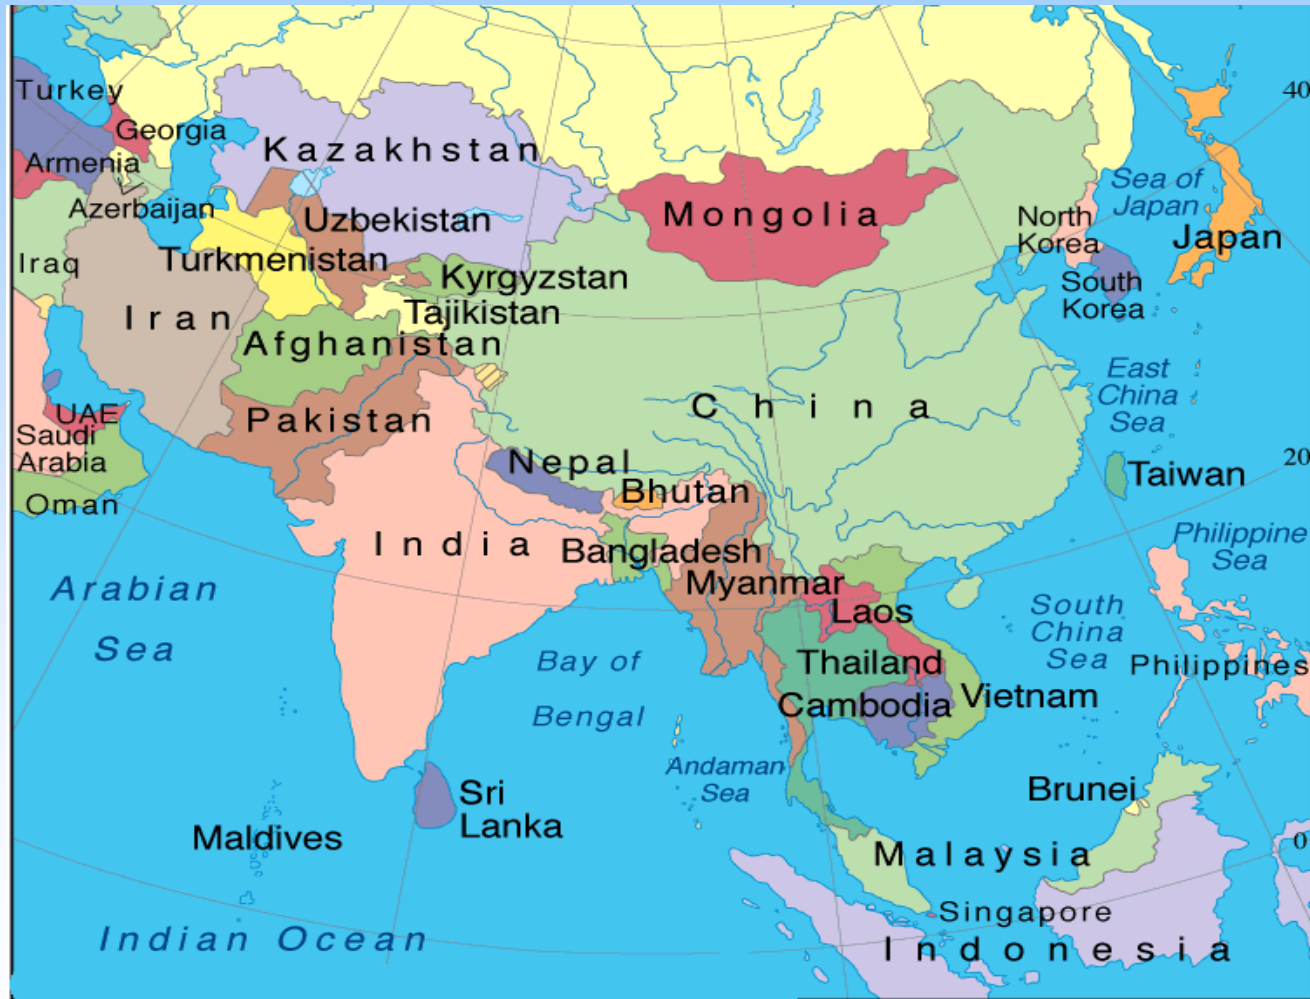 Turkey
40
Georgia
Kazakhstan
Armenia
Sea of
Japan
Azerbaijan
Uzbekistan
Mongolia
North
Korea
Japan
Iraq
Turkmenistan
Kyrgyzstan
South
Korea
Iran
Tajikistan
Afghanistan
East
China
Sea
China
UAE
Pakistan
Saudi
Arabia
Nepal
Taiwan
20
Oman
Bhutan
India
Bangladesh
Philippine
Sea
Arabian
Sea
Myanmar
Laos
South
China
Sea
Bay of
Bengal
Thailand
Philippines
Cambodia
Vietnam
Andaman
Sea
Sri
Lanka
Brunei
Maldives
Malaysia
0
Singapore
Indian Ocean
Indonesia